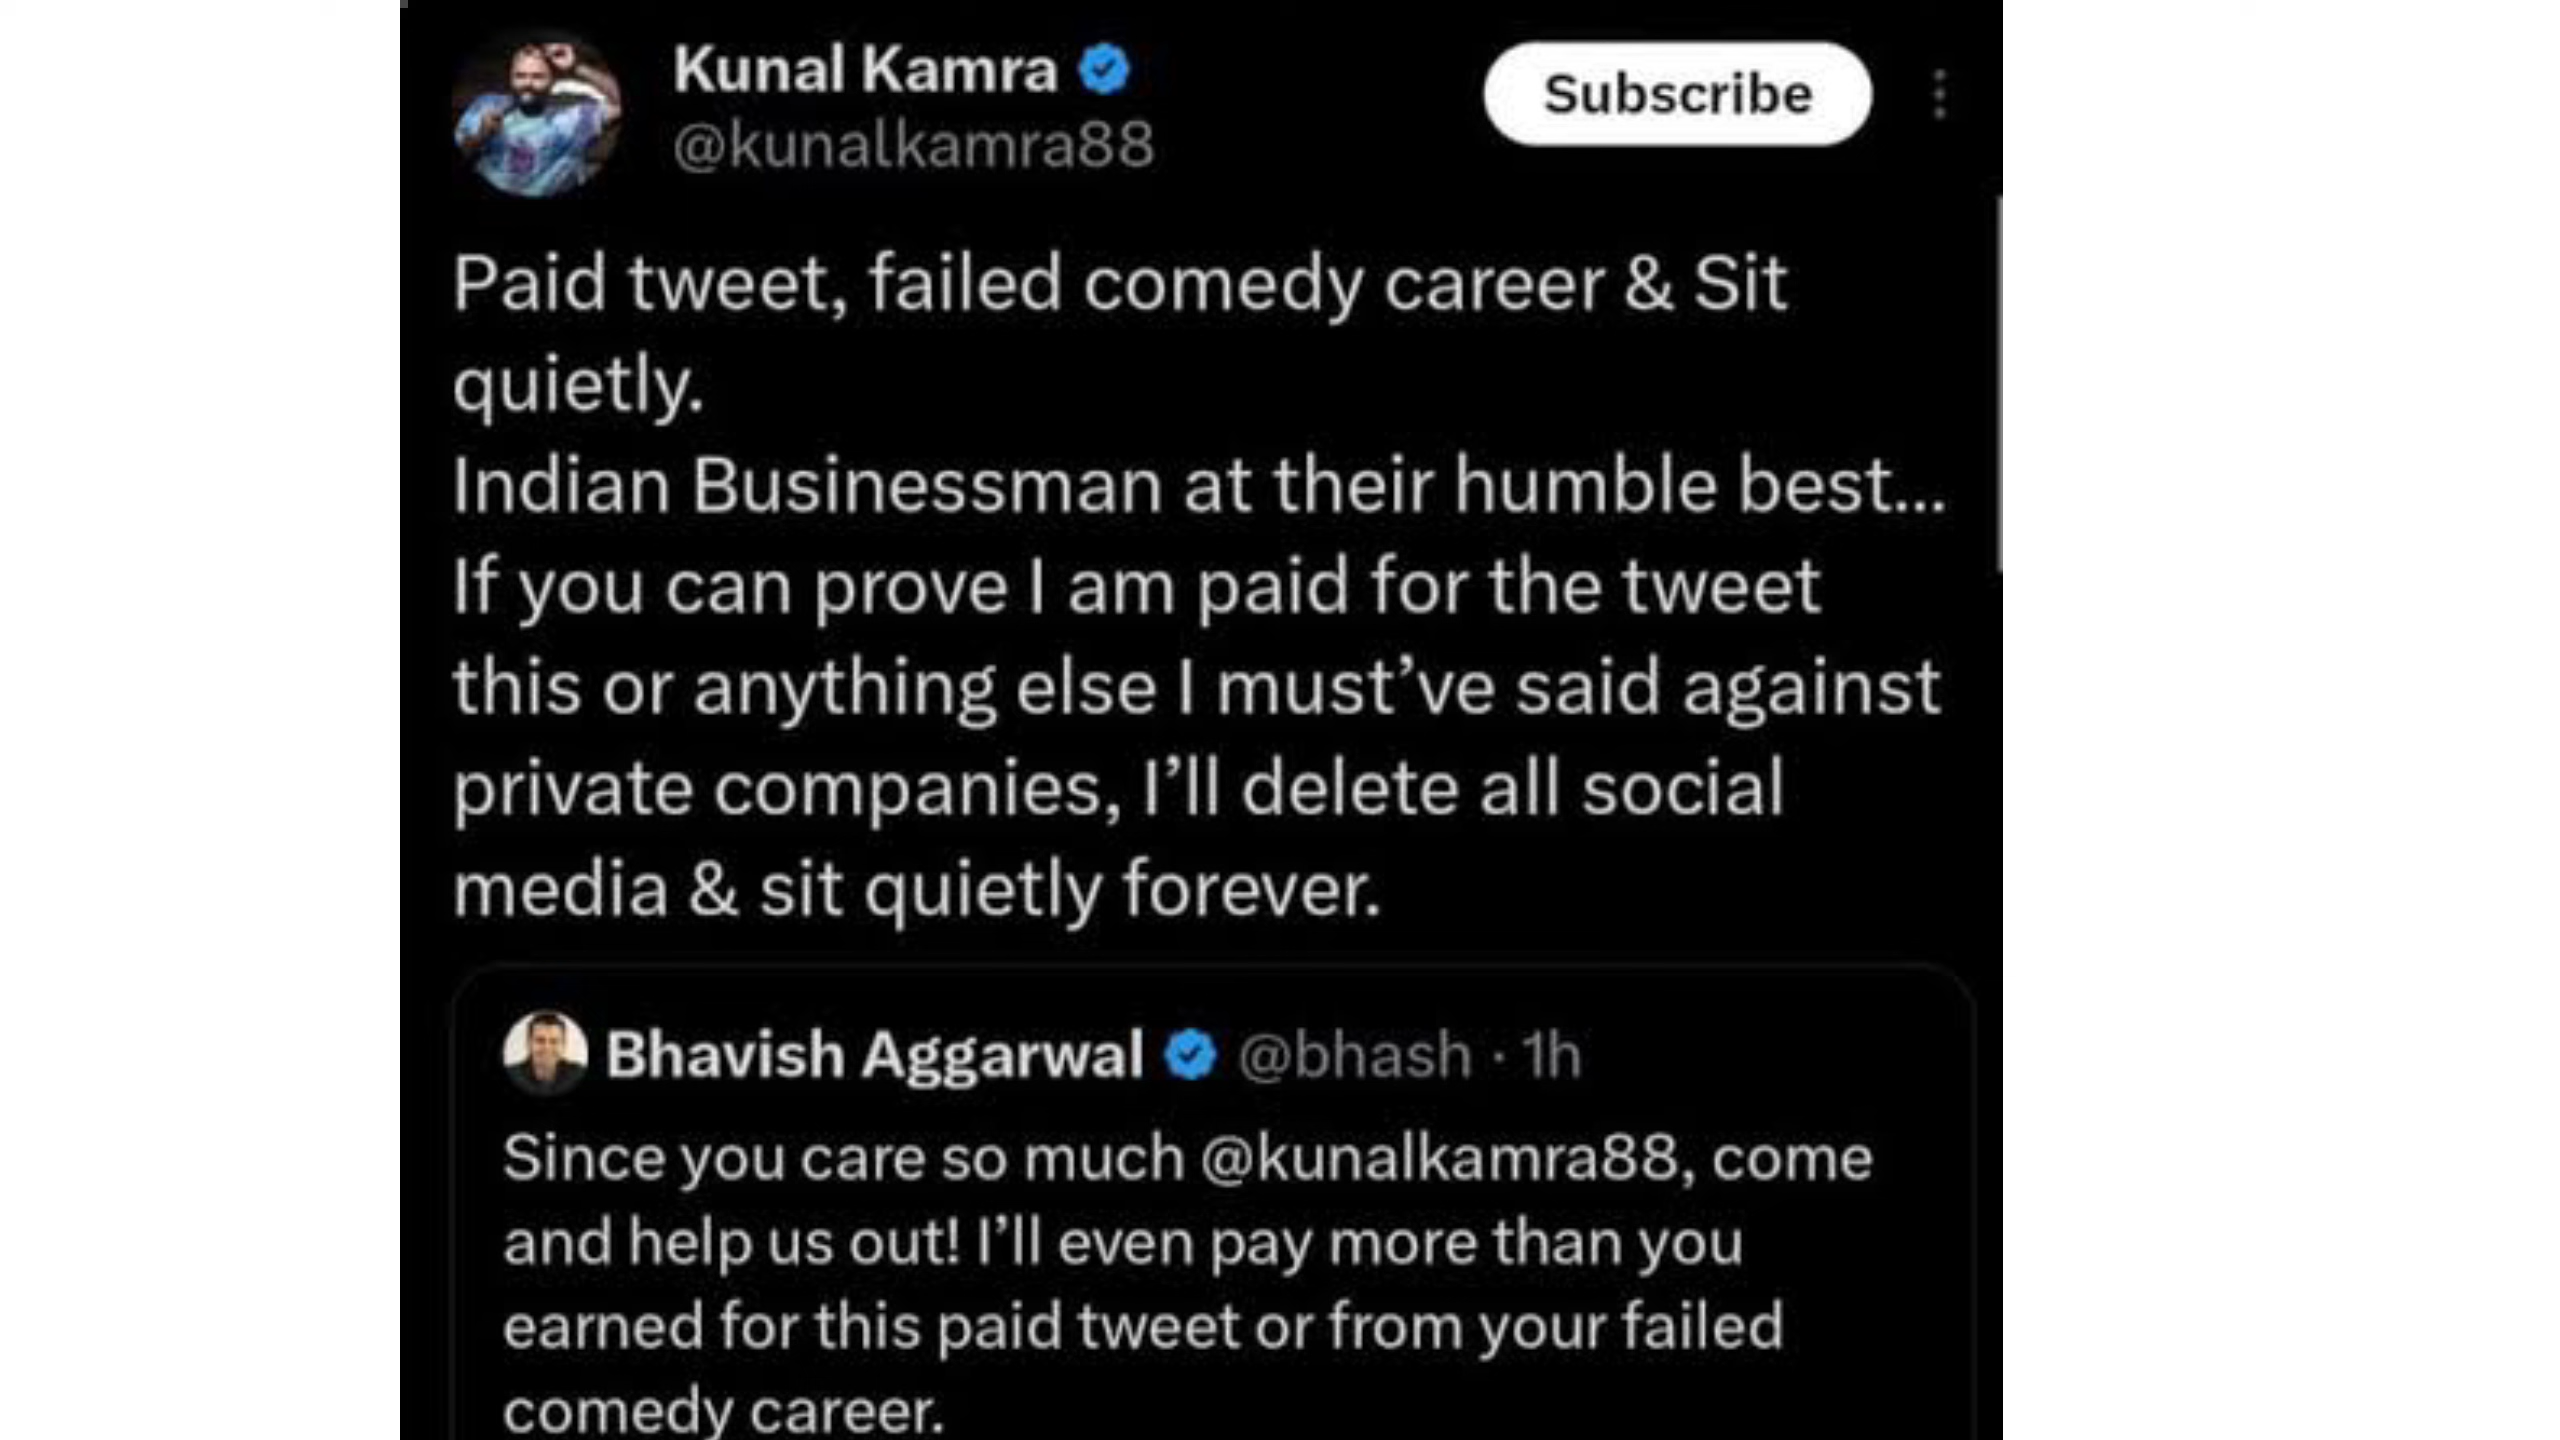 Kunal Kamra
@kunalkamra88
Subscribe
Paid tweet, failed comedy career & Sit
quietly.
Indian Businessman at their humble best...
If you can prove I am paid for the tweet
this or anything else I must’ve said against
private companies, I’ll delete all social
media & sit quietly forever.
Bhavish Aggarwal @bhash · 1h
Since you care so much @kunalkamra88, come
and help us out! I’ll even pay more than you
earned for this paid tweet or from your failed
comedy career.